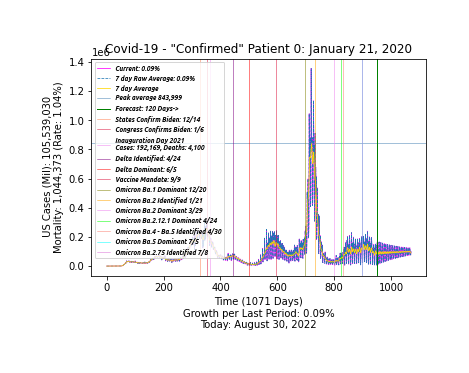 Covid-19 - "Confirmed" Patient 0: January 21, 2020
1e6
1.4
1.2
1.0
0.8
0.6
0.4
0.2
0.0
US Cases (Mil): 105,539,030
Mortality: 1,044,373 (Rate: 1.04%)
Current: 0.09%
7 day Raw Average: 0.09%
7 day Average
Peak average 843,999
Forecast: 120 Days->
States Confirm Biden: 12/14
Congress Confirms Biden: 1/6
Inauguration Day 2021
Cases: 192,169, Deaths: 4,100
Delta Identified: 4/24
Delta Dominant: 6/5
Vaccine Mandate: 9/9
Omicron Ba.1 Dominant 12/20
Omicron Ba.2 Identified 1/21
Omicron Ba.2 Dominant 3/29
Omicron Ba.2.12.1 Dominant 4/24
Omicron Ba.4 - Ba.5 Identified 4/30
Omicron Ba.5 Dominant 7/5
Omicron Ba.2.75 Identified 7/8
0 200 400 600 800 1000
Time (1071 Days)
Growth per Last Period: 0.09%
Today: August 30, 2022